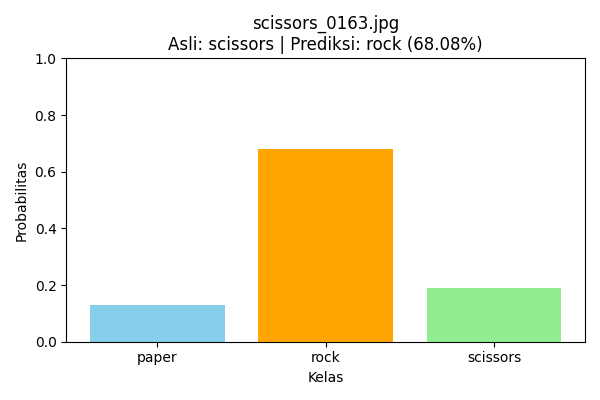 scissors_0163.jpg
Asli: scissors | Prediksi: rock (68.08%)
1.0
0.8
0.6
0.4
0.2
0.0
Probabilitas
paper
rock
scissors
Kelas